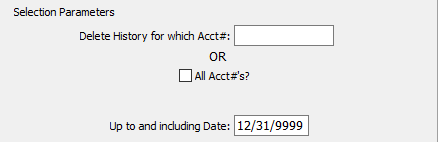 Selection Parameters
Delete History for which Acct#:
OR
All Acct#'s?
Up to and including Date: 12/31/9999